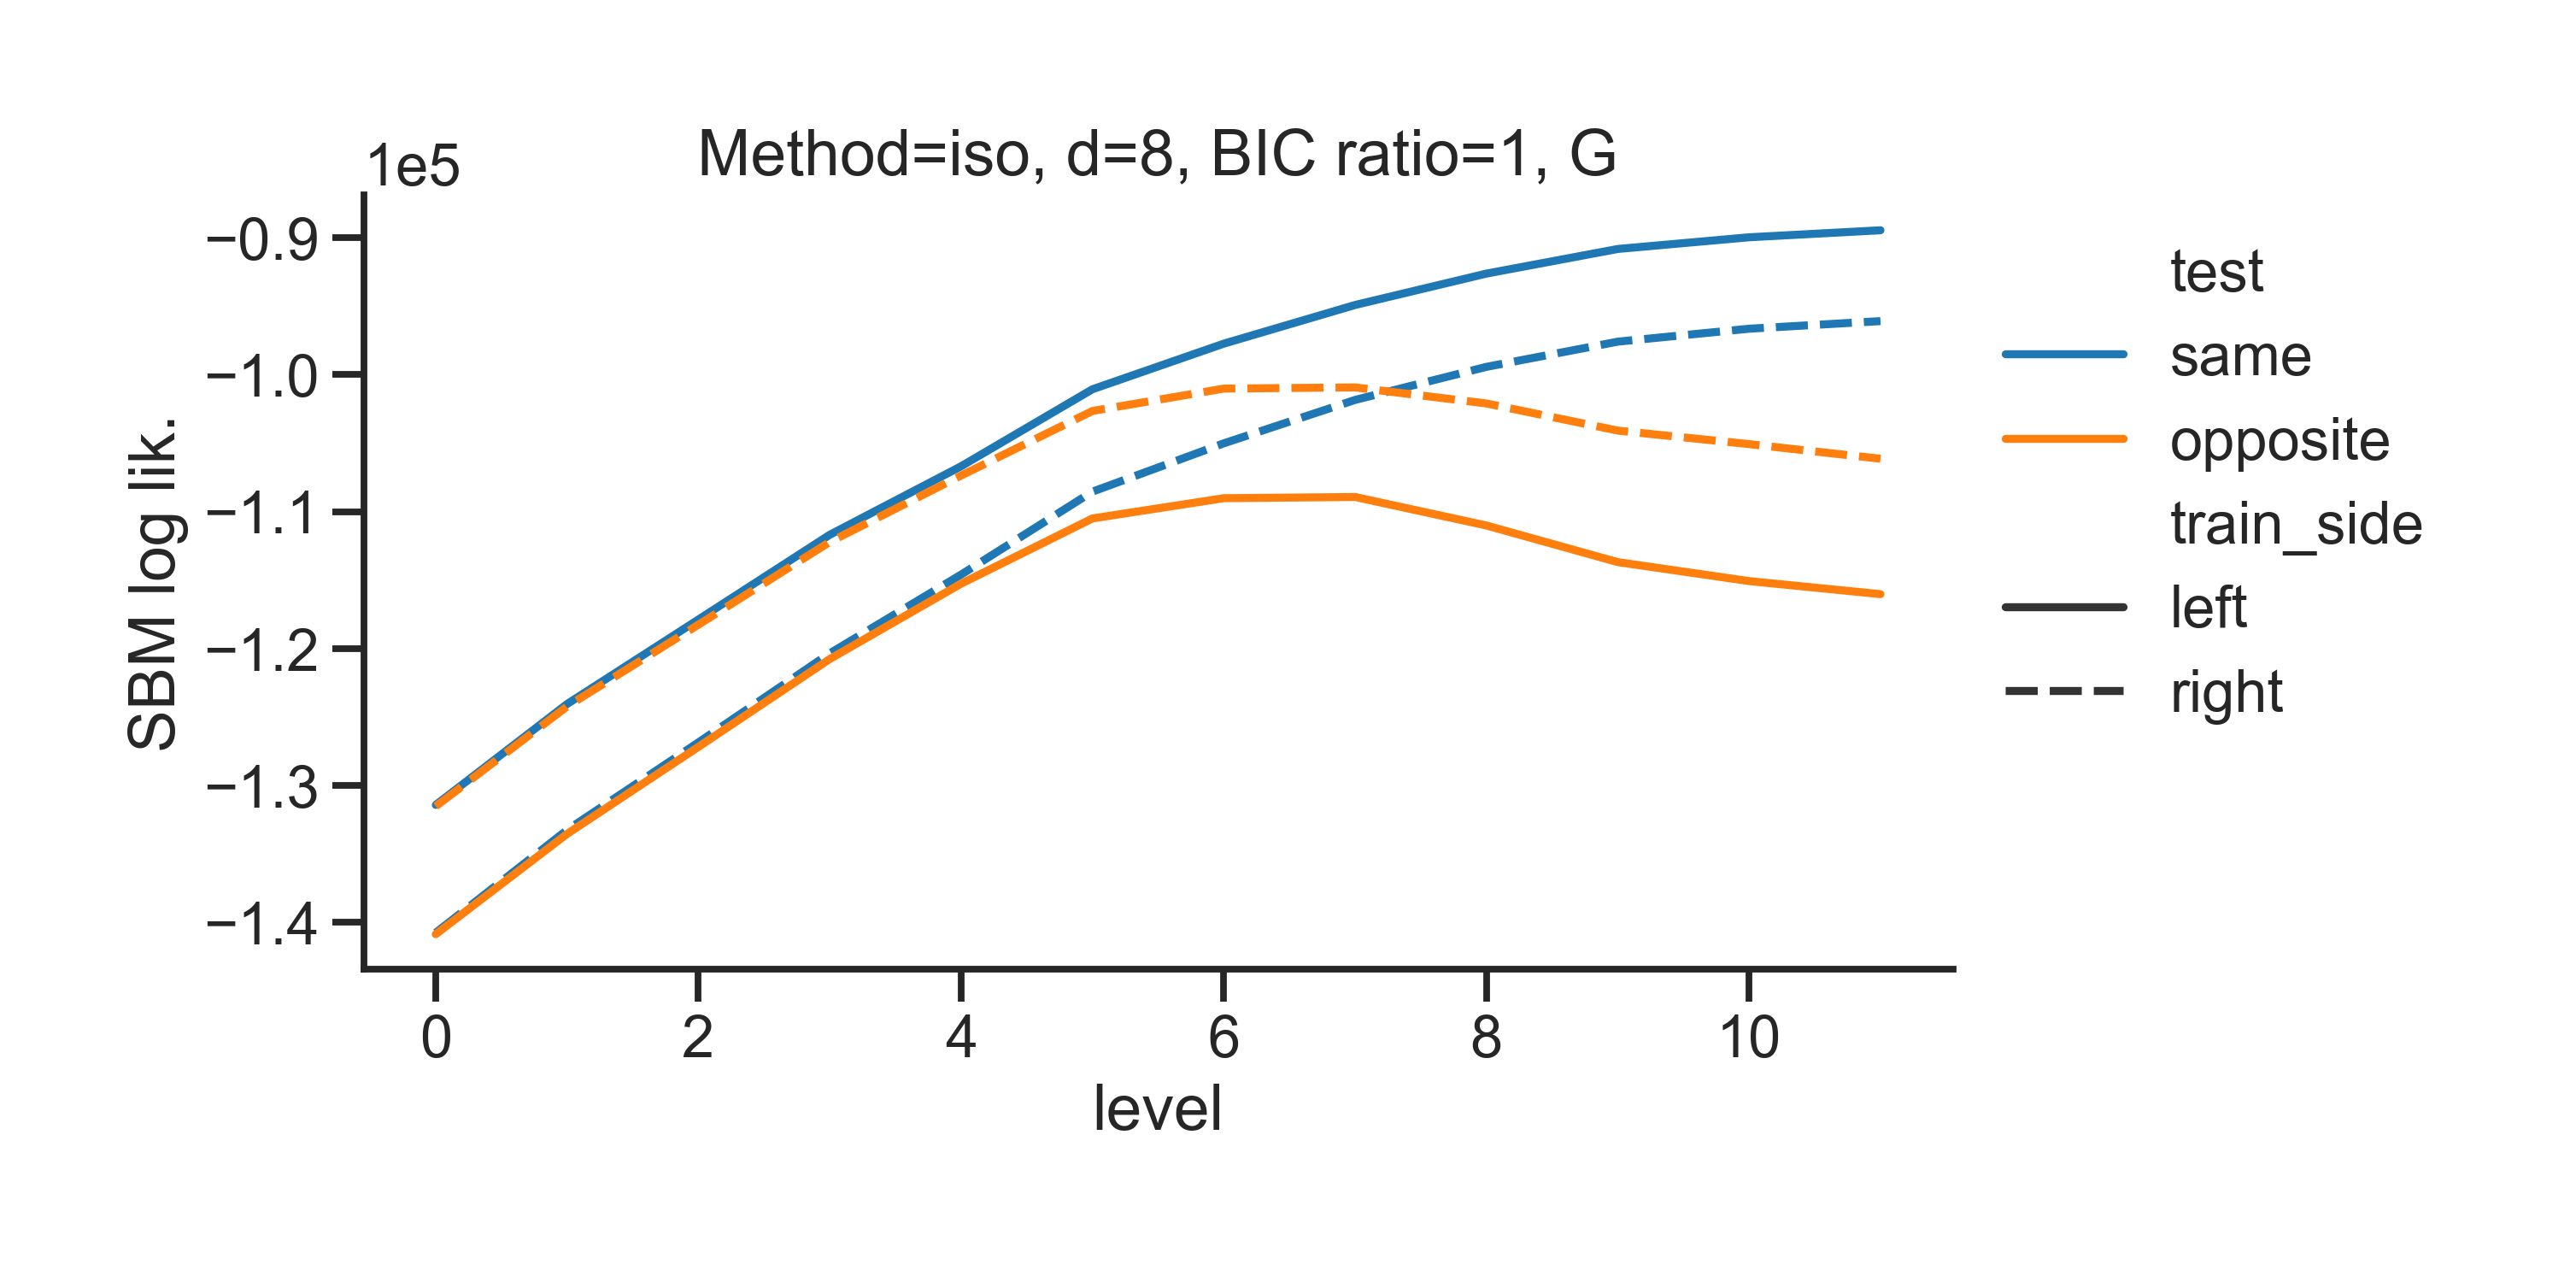 Method=iso, d=8, BIC ratio=1, G
1e5
−0.9
−1.0
−1.1
−1.2
−1.3
−1.4
SBM log lik.
0 2 4 6 8 10
level
test
same
opposite
train_side
left
right